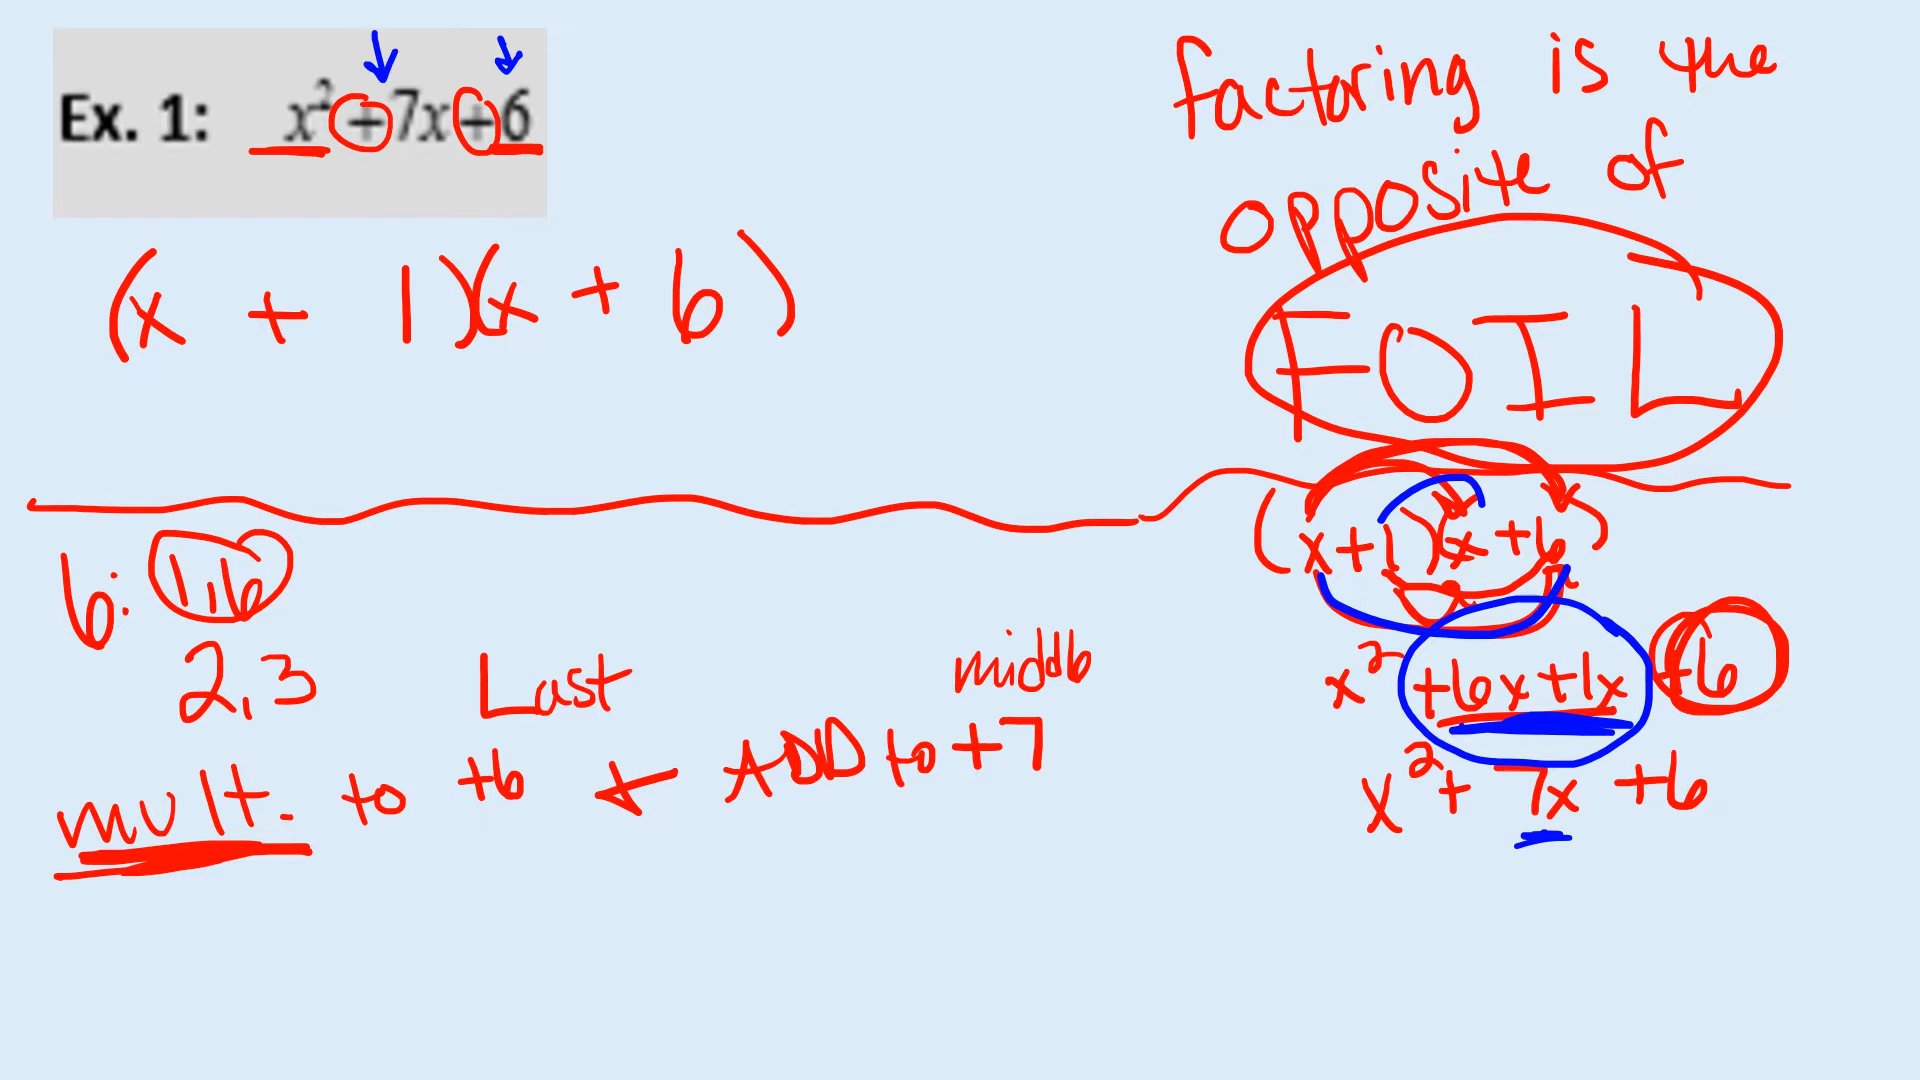 Ex. 1: x² + 7x + 6
(x + 1)(x + 6)
factoring is the
opposite of
FOIL
(x+1)(x+6)
x² +6x+1x +6
x² + 7x +6
6: 1,6
2,3
Last
middle
mult. to +6 + ADD to +7